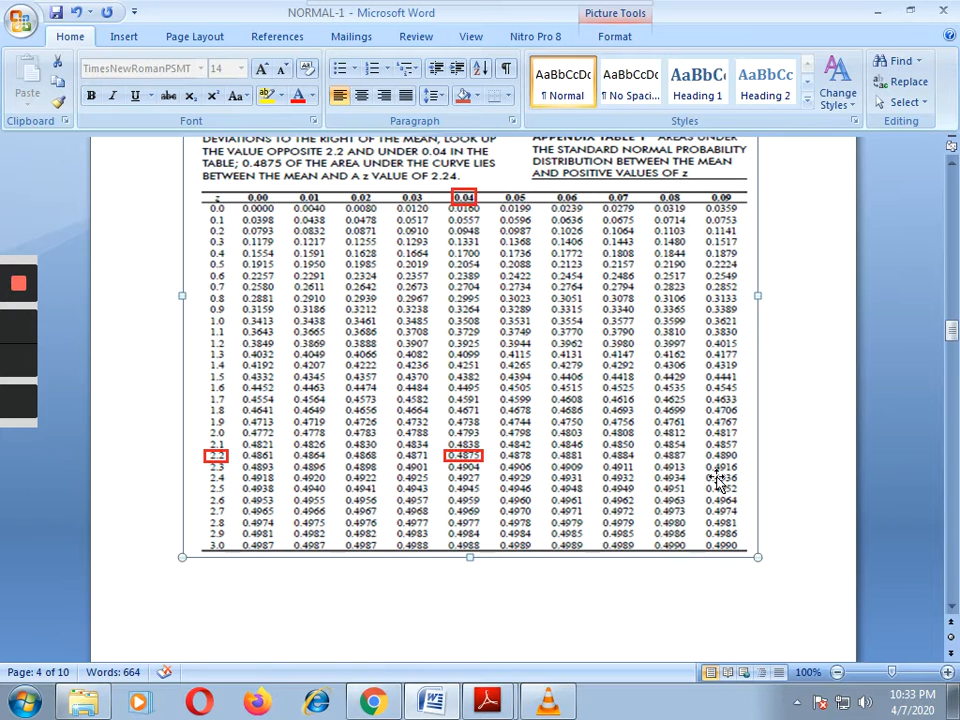 NORMAL-1 - Microsoft Word
Picture Tools
Home Insert Page Layout References Mailings Review View Nitro Pro 8 Format
Paste
TimesNewRomanPSMT 14
AaBbCcDc AaBbCcDc AaBbCc AaBbCc
Normal No Spaci... Heading 1 Heading 2
Change Styles
Find
Replace
Select
Clipboard Font Paragraph Styles Editing
DEVIATIONS TO THE RIGHT OF THE MEAN, LOOK UP
THE VALUE OPPOSITE 2.2 AND UNDER 0.04 IN THE
TABLE; 0.4875 OF THE AREA UNDER THE CURVE LIES
BETWEEN THE MEAN AND A z VALUE OF 2.24.
APPENDIX TABLE 1 AREAS UNDER
THE STANDARD NORMAL PROBABILITY
DISTRIBUTION BETWEEN THE MEAN
AND POSITIVE VALUES OF z
z 0.00 0.01 0.02 0.03 0.04 0.05 0.06 0.07 0.08 0.09
0.0 0.0000 0.0040 0.0080 0.0120 0.0160 0.0199 0.0239 0.0279 0.0319 0.0359
0.1 0.0398 0.0438 0.0478 0.0517 0.0557 0.0596 0.0636 0.0675 0.0714 0.0753
0.2 0.0793 0.0832 0.0871 0.0910 0.0948 0.0987 0.1026 0.1064 0.1103 0.1141
0.3 0.1179 0.1217 0.1255 0.1293 0.1331 0.1368 0.1406 0.1443 0.1480 0.1517
0.4 0.1554 0.1591 0.1628 0.1664 0.1700 0.1736 0.1772 0.1808 0.1844 0.1879
0.5 0.1915 0.1950 0.1985 0.2019 0.2054 0.2088 0.2123 0.2157 0.2190 0.2224
0.6 0.2257 0.2291 0.2324 0.2357 0.2389 0.2422 0.2454 0.2486 0.2517 0.2549
0.7 0.2580 0.2611 0.2642 0.2673 0.2704 0.2734 0.2764 0.2794 0.2823 0.2852
0.8 0.2881 0.2910 0.2939 0.2967 0.2995 0.3023 0.3051 0.3078 0.3106 0.3133
0.9 0.3159 0.3186 0.3212 0.3238 0.3264 0.3289 0.3315 0.3340 0.3365 0.3389
1.0 0.3413 0.3438 0.3461 0.3485 0.3508 0.3531 0.3554 0.3577 0.3599 0.3621
1.1 0.3643 0.3665 0.3686 0.3708 0.3729 0.3749 0.3770 0.3790 0.3810 0.3830
1.2 0.3849 0.3869 0.3888 0.3907 0.3925 0.3944 0.3962 0.3980 0.3997 0.4015
1.3 0.4032 0.4049 0.4066 0.4082 0.4099 0.4115 0.4131 0.4147 0.4162 0.4177
1.4 0.4192 0.4207 0.4222 0.4236 0.4251 0.4265 0.4279 0.4292 0.4306 0.4319
1.5 0.4332 0.4345 0.4357 0.4370 0.4382 0.4394 0.4406 0.4418 0.4429 0.4441
1.6 0.4452 0.4463 0.4474 0.4484 0.4495 0.4505 0.4515 0.4525 0.4535 0.4545
1.7 0.4554 0.4564 0.4573 0.4582 0.4591 0.4599 0.4608 0.4616 0.4625 0.4633
1.8 0.4641 0.4649 0.4656 0.4664 0.4671 0.4678 0.4686 0.4693 0.4699 0.4706
1.9 0.4713 0.4719 0.4726 0.4732 0.4738 0.4744 0.4750 0.4756 0.4761 0.4767
2.0 0.4772 0.4778 0.4783 0.4788 0.4793 0.4798 0.4803 0.4808 0.4812 0.4817
2.1 0.4821 0.4826 0.4830 0.4834 0.4838 0.4842 0.4846 0.4850 0.4854 0.4857
2.2 0.4861 0.4864 0.4868 0.4871 0.4875 0.4878 0.4881 0.4884 0.4887 0.4890
2.3 0.4893 0.4896 0.4898 0.4901 0.4904 0.4906 0.4909 0.4911 0.4913 0.4916
2.4 0.4918 0.4920 0.4922 0.4925 0.4927 0.4929 0.4931 0.4932 0.4934
2.5 0.4938 0.4940 0.4941 0.4943 0.4945 0.4946 0.4948 0.4949 0.4951
2.6 0.4953 0.4955 0.4956 0.4957 0.4959 0.4960 0.4961 0.4962 0.4963 0.4964
2.7 0.4965 0.4966 0.4967 0.4968 0.4969 0.4970 0.4971 0.4972 0.4973 0.4974
2.8 0.4974 0.4975 0.4976 0.4977 0.4977 0.4978 0.4979 0.4979 0.4980 0.4981
2.9 0.4981 0.4982 0.4982 0.4983 0.4984 0.4984 0.4985 0.4985 0.4986 0.4986
3.0 0.4987 0.4987 0.4987 0.4988 0.4988 0.4989 0.4989 0.4989 0.4990 0.4990
Page: 4 of 10 Words: 664 100%
10:33 PM
4/7/2020